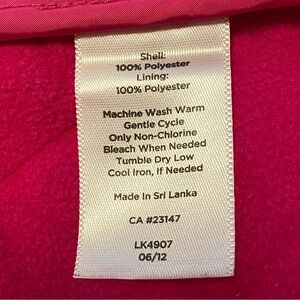 Shell:
100% Polyester
Lining:
100% Polyester
Machine Wash Warm
Gentle Cycle
Only Non-Chlorine
Bleach When Needed
Tumble Dry Low
Cool Iron, If Needed
Made In Sri Lanka
CA #23147
LK4907
06/12